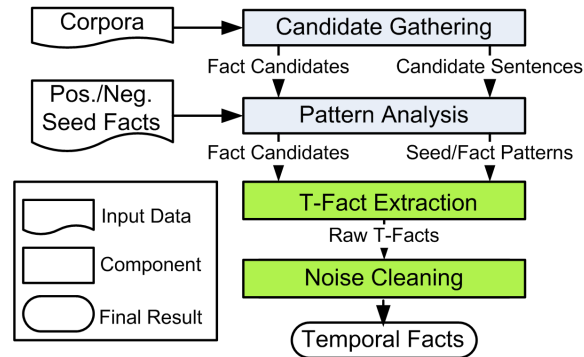 Corpora
Candidate Gathering
Fact Candidates
Candidate Sentences
Pos./Neg.
Seed Facts
Pattern Analysis
Fact Candidates
Seed/Fact Patterns
T-Fact Extraction
Raw T-Facts
Noise Cleaning
Temporal Facts
Input Data
Component
Final Result